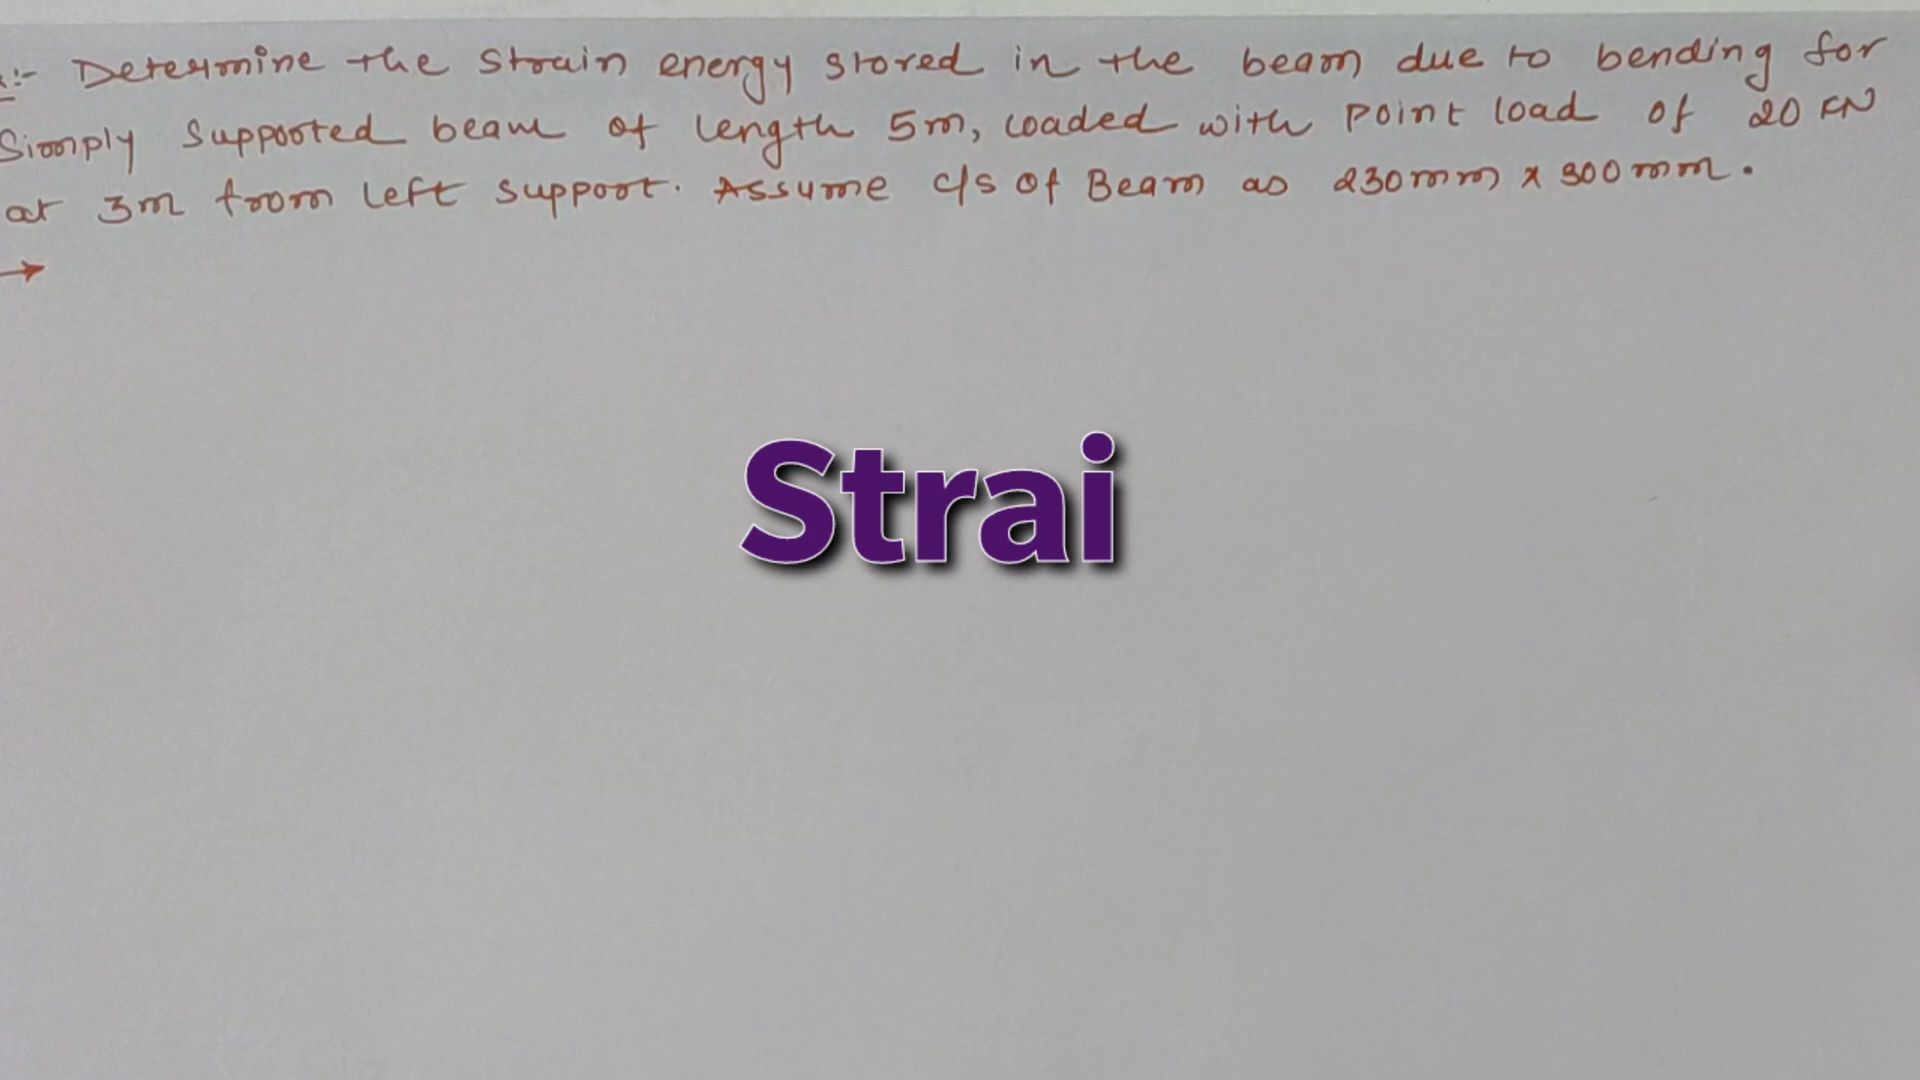 :- Determine the strain energy stored in the beam due to bending for
Simply supported beam of length 5m, loaded with point load of 20 KN
at 3m from left support. Assume c/s of Beam as 230mm x 300mm.
→
Strai